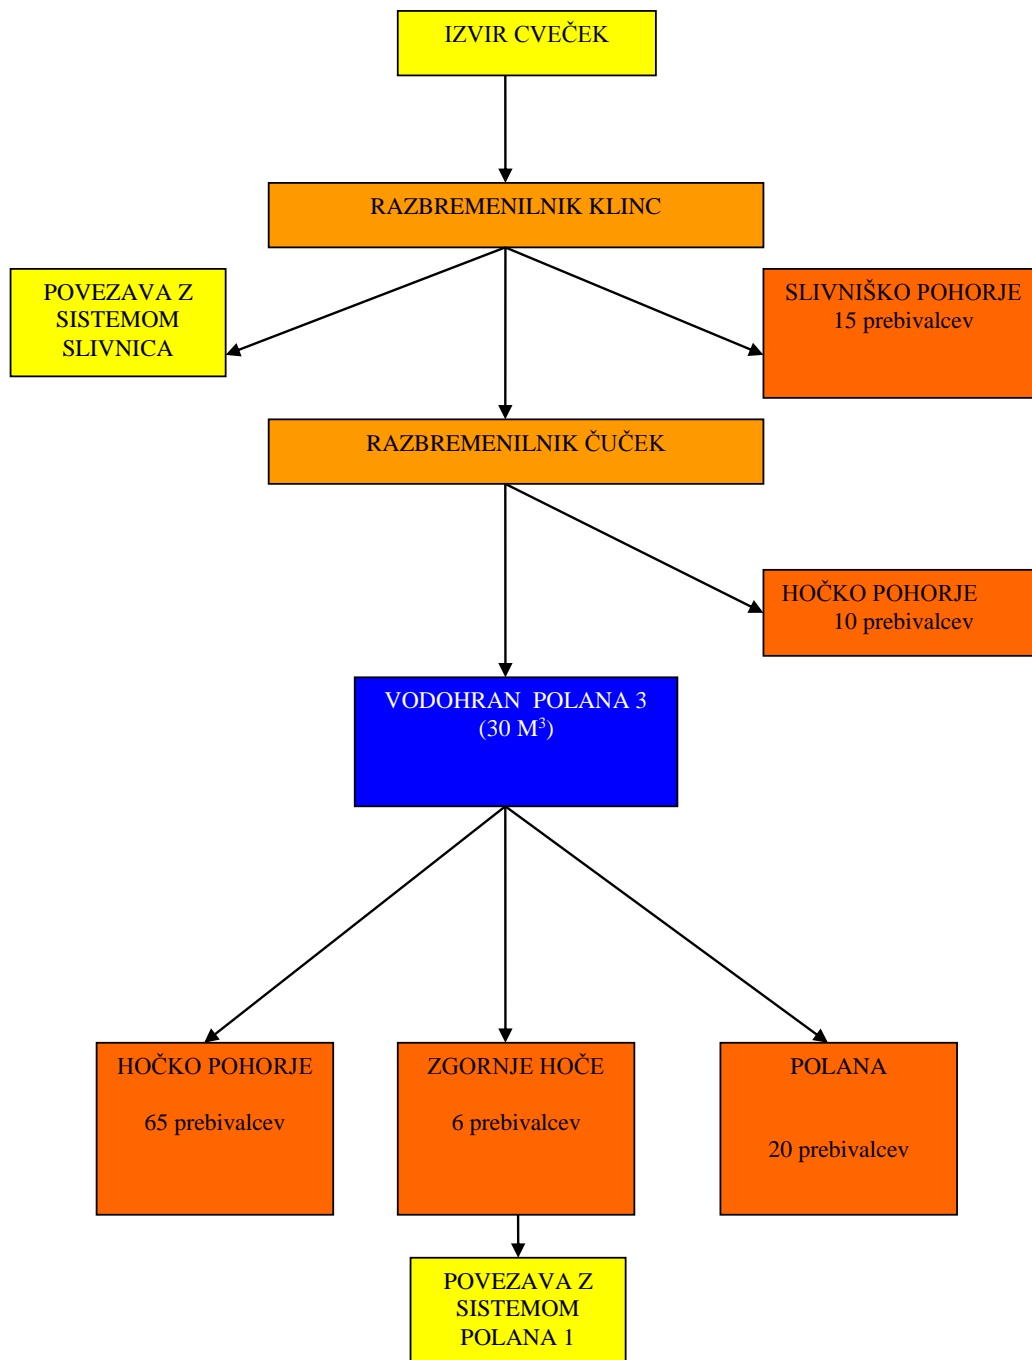 IZVIR CVEČEK
RAZBREMENILNIK KLINC
POVEZAVA Z
SISTEMOM
SLIVNICA
SLIVNIŠKO POHORJE
15 prebivalcev
RAZBREMENILNIK ČUČEK
HOČKO POHORJE
10 prebivalcev
VODOHRAN POLANA 3
(30 M³)
HOČKO POHORJE
65 prebivalcev
ZGORNJE HOČE
6 prebivalcev
POLANA
20 prebivalcev
POVEZAVA Z
SISTEMOM
POLANA 1